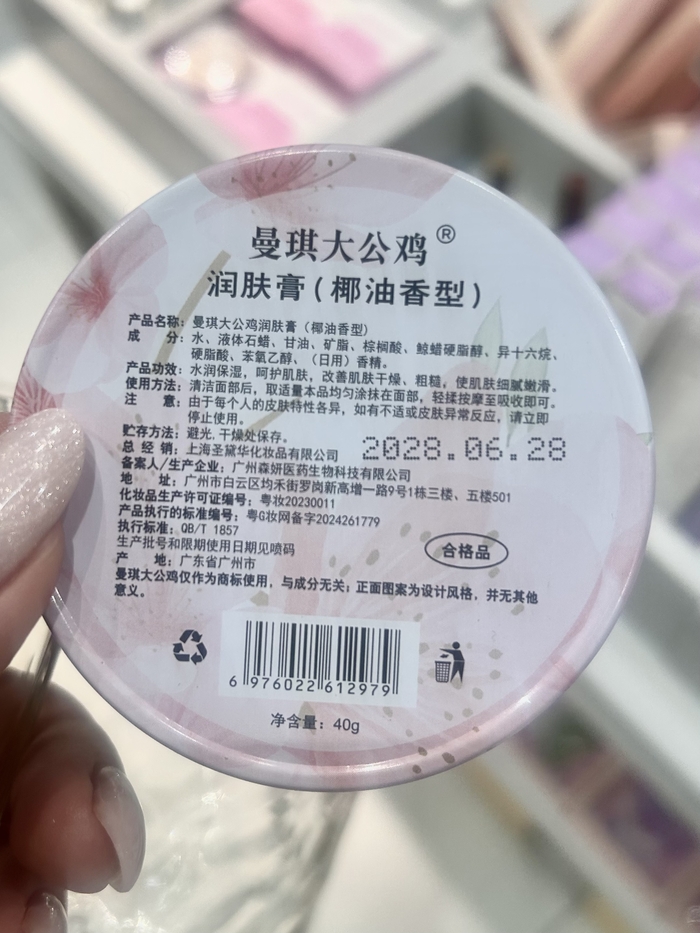 曼琪大公鸡®
润肤膏(椰油香型)
产品名称：曼琪大公鸡润肤膏（椰油香型）
成　　分：水、液体石蜡、甘油、矿脂、棕榈酸、鲸蜡硬脂醇、异十六烷、
硬脂酸、苯氧乙醇、（日用）香精。
产品功效：水润保湿，呵护肌肤，改善肌肤干燥、粗糙，使肌肤细腻嫩滑。
使用方法：清洁面部后，取适量本品均匀涂抹在面部，轻揉按摩至吸收即可。
注　　意：由于每个人的皮肤特性各异，如有不适或皮肤异常反应，请立即
停止使用。
贮存方法：避光，干燥处保存。
2028.06.28
总 经 销：上海圣黛华化妆品有限公司
备案人/生产企业：广州森妍医药生物科技有限公司
地　　址：广州市白云区均禾街罗岗新高增一路9号1栋三楼、五楼501
化妆品生产许可证编号：粤妆20230011
产品执行的标准编号：粤G妆网备字2024261779
执行标准：QB/T 1857
生产批号和限期使用日期见喷码
合格品
产　　地：广东省广州市
曼琪大公鸡仅作为商标使用，与成分无关；正面图案为设计风格，并无其他
意义。
6 976022 612979
净含量：40g